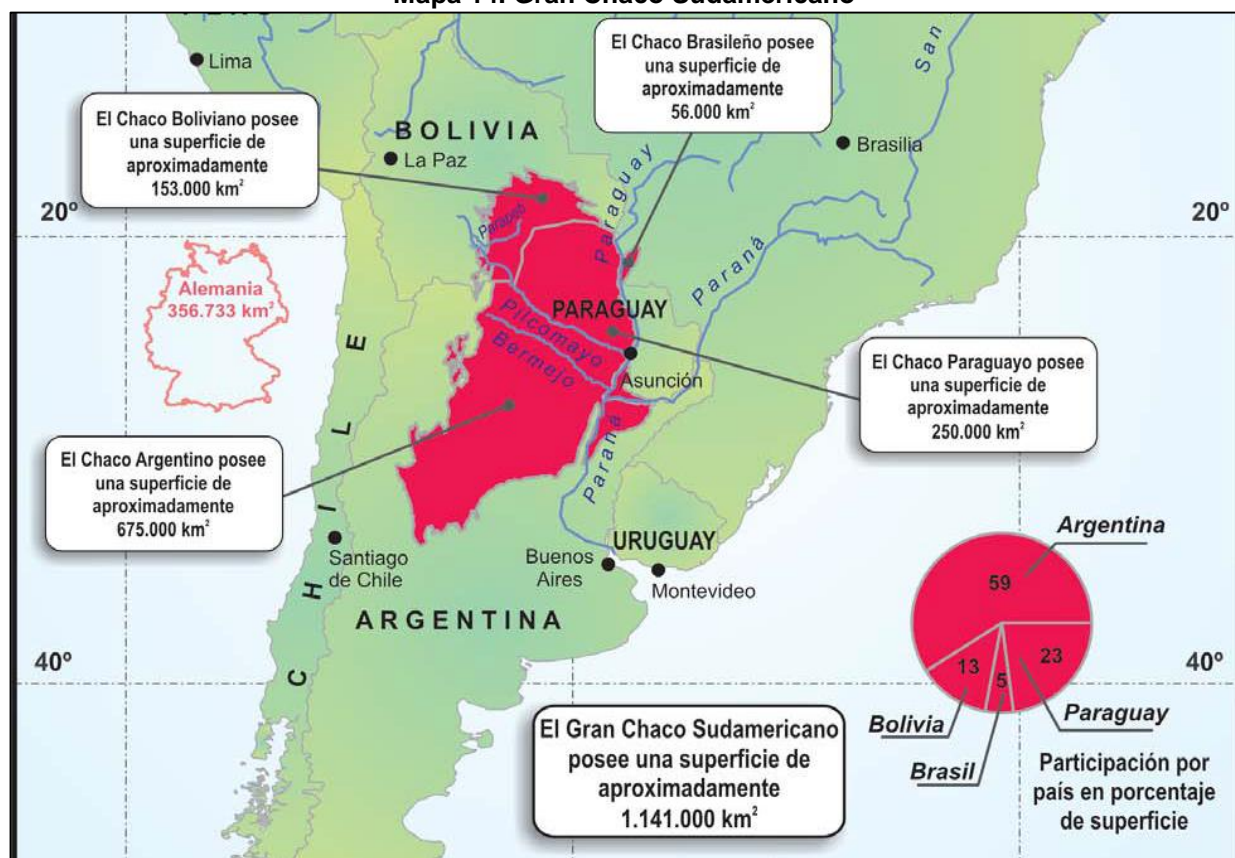 Mapa 14: Gran Chaco Sudamericano
Lima
El Chaco Brasileño posee
una superficie de
aproximadamente
56.000 km²
San
El Chaco Boliviano posee
una superficie de
aproximadamente
153.000 km²
BOLIVIA
La Paz
Brasilia
20º
20º
Paraguay
Parapetí
Paraná
Alemania
356.733 km²
PARAGUAY
Pilcomayo
Bermejo
Asunción
El Chaco Paraguayo posee
una superficie de
aproximadamente
250.000 km²
CHILE
El Chaco Argentino posee
una superficie de
aproximadamente
675.000 km²
Paraná
Santiago
de Chile
Buenos
Aires
URUGUAY
Montevideo
ARGENTINA
Argentina
59
13
5
23
40º
40º
Bolivia
Brasil
Paraguay
El Gran Chaco Sudamericano
posee una superficie de
aproximadamente
1.141.000 km²
Participación por
país en porcentaje
de superficie